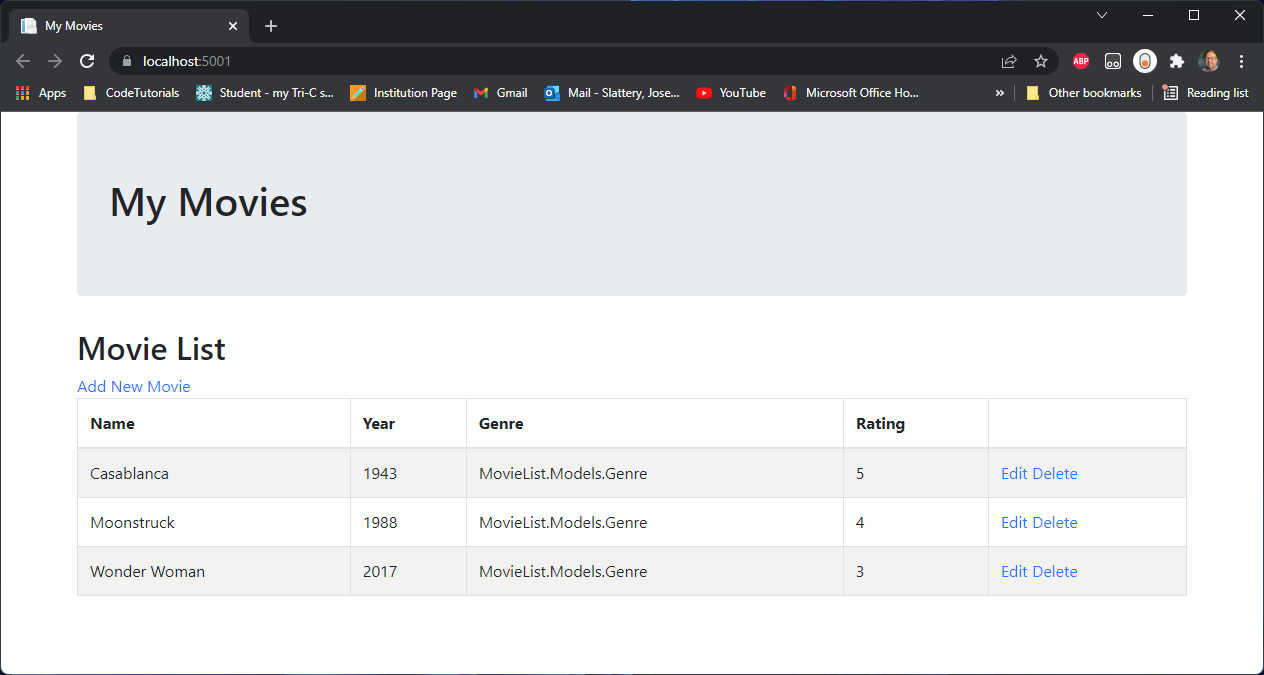 My Movies
localhost:5001
ABP
Apps CodeTutorials Student - my Tri-C s... Institution Page Gmail Mail - Slattery, Jose... YouTube Microsoft Office Ho... » Other bookmarks Reading list
My Movies
Movie List
Add New Movie
Name Year Genre Rating
Casablanca 1943 MovieList.Models.Genre 5 Edit Delete
Moonstruck 1988 MovieList.Models.Genre 4 Edit Delete
Wonder Woman 2017 MovieList.Models.Genre 3 Edit Delete